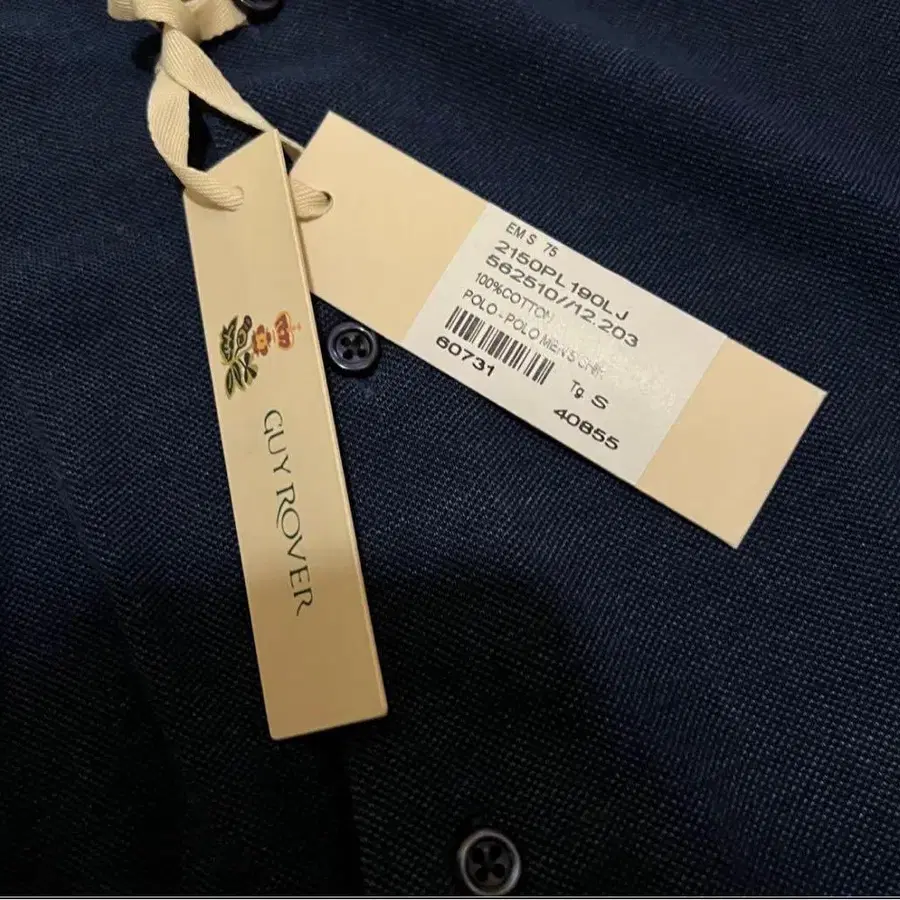 GUY ROVER
EM S 75
2150PL190LJ
562510//12.203
100%COTTON
POLO - POLO MEN'S
60731
Tg. S
40855